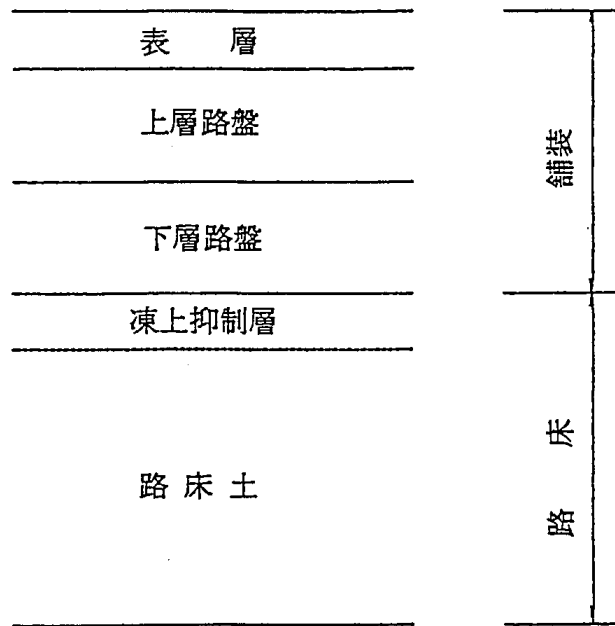 表 層
上層路盤
下層路盤
凍上抑制層
路 床 土
舗装
路 床